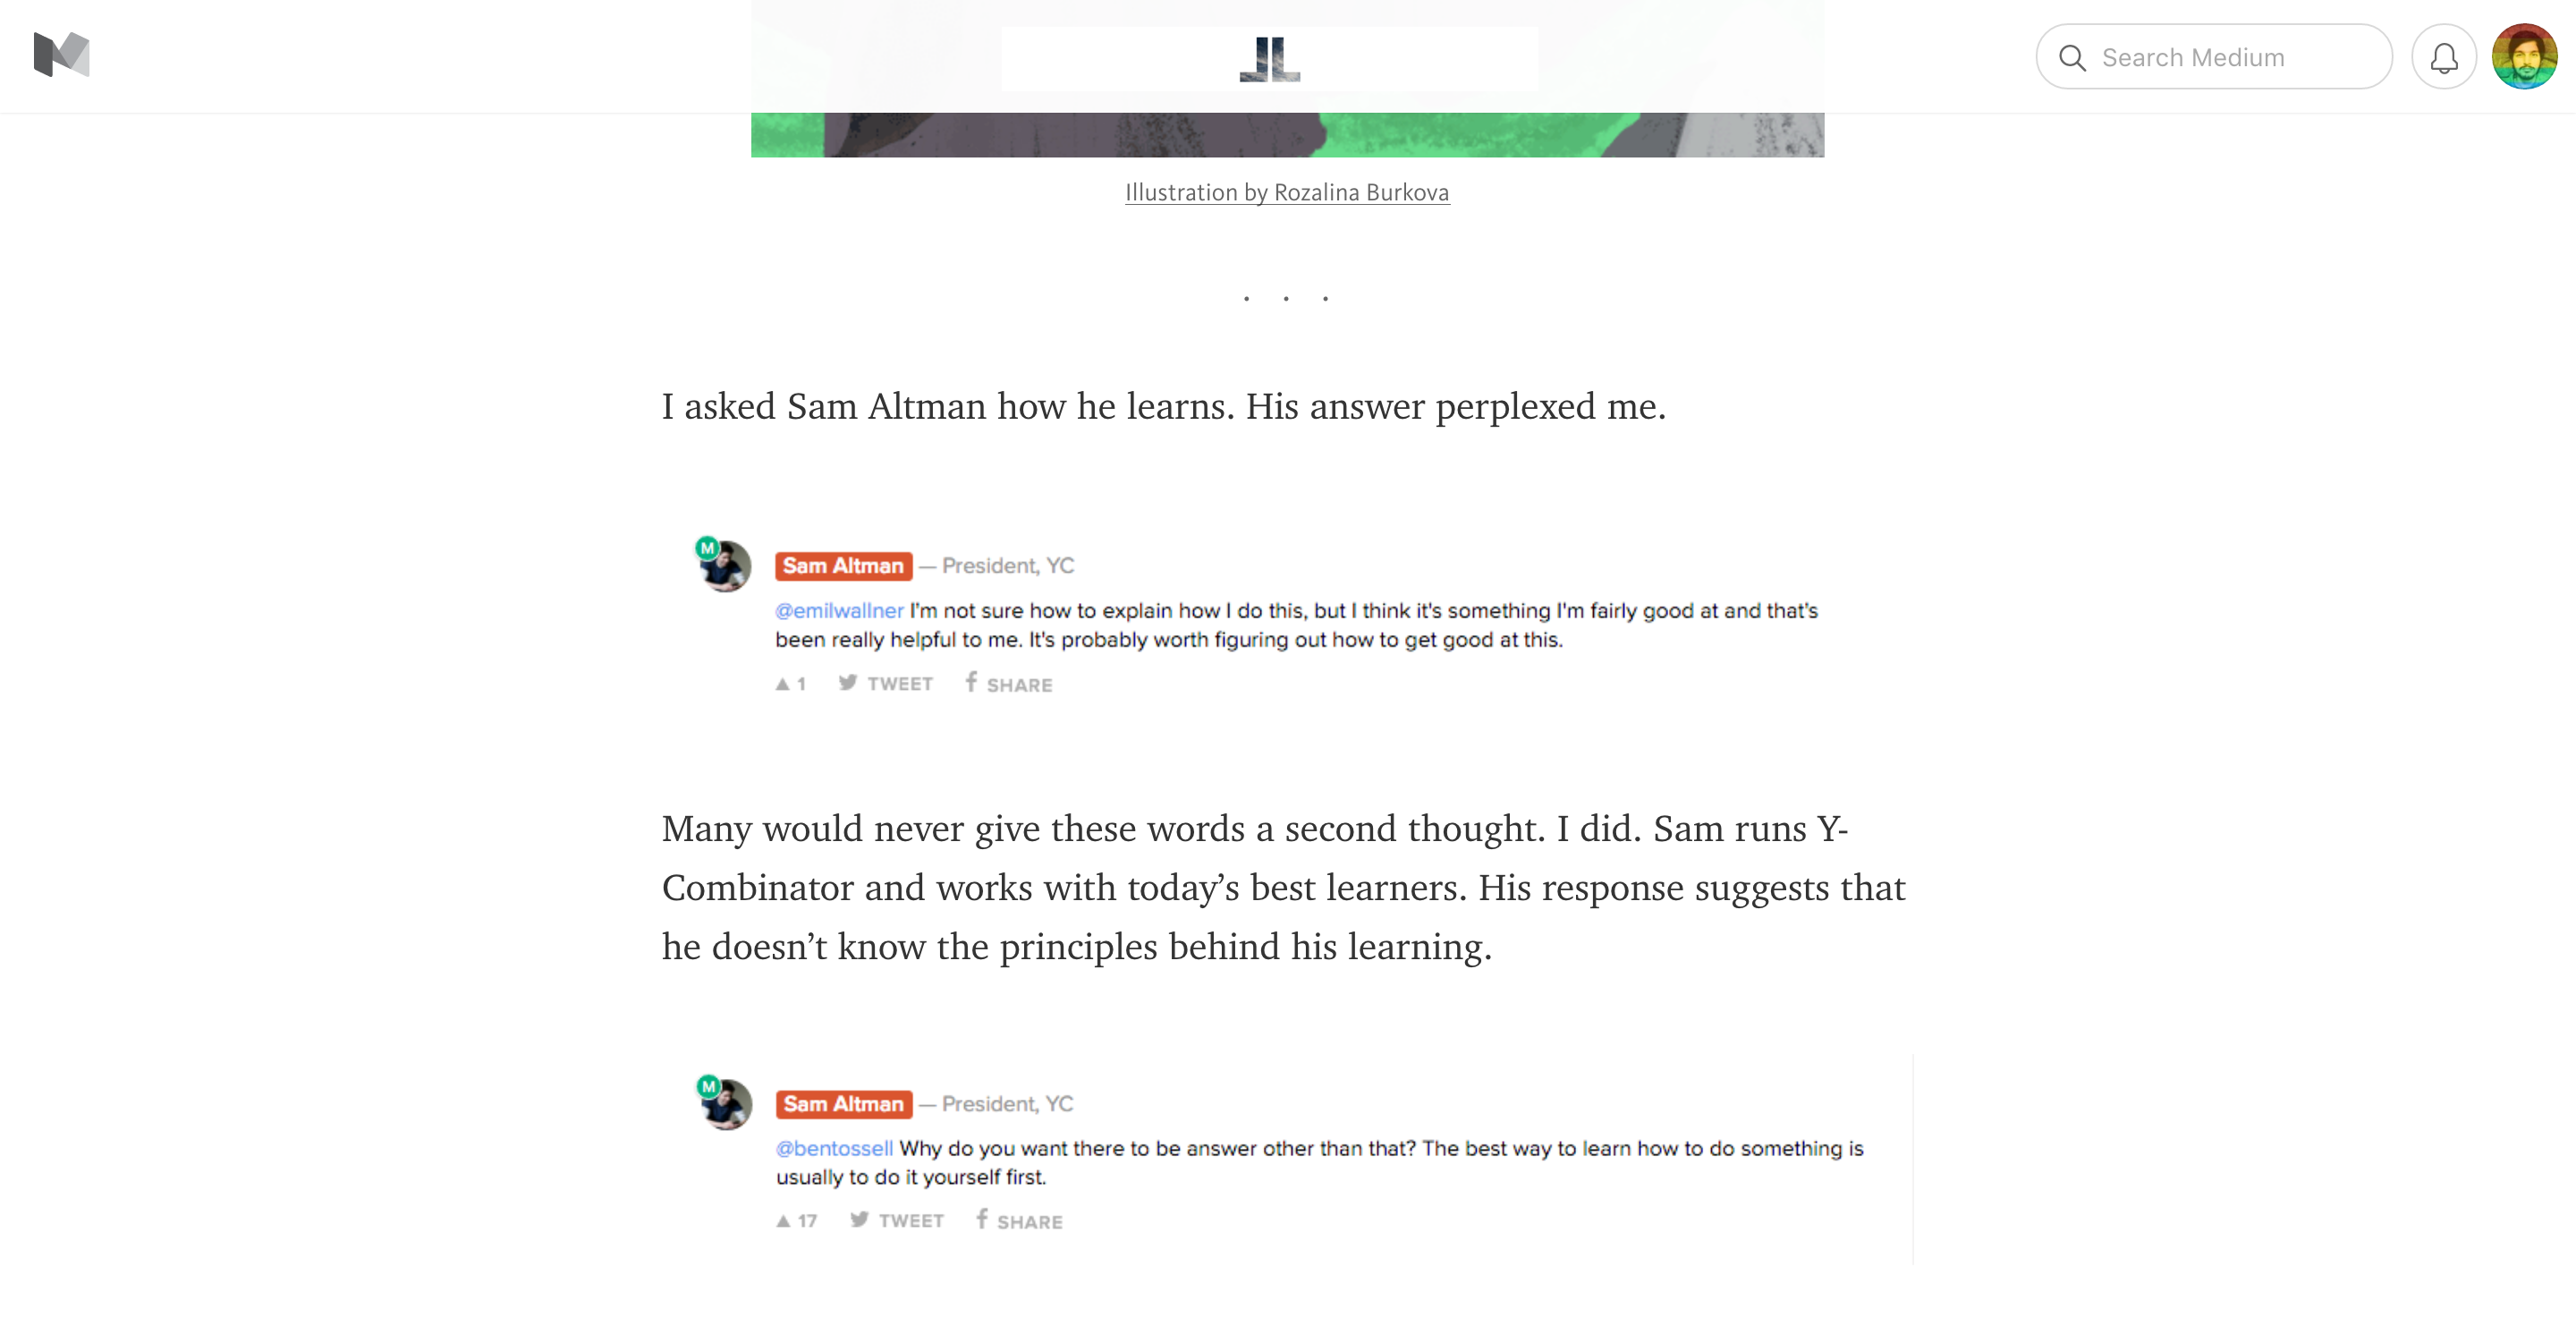 Search Medium
Illustration by Rozalina Burkova
. . .
I asked Sam Altman how he learns. His answer perplexed me.
M
Sam Altman — President, YC
@emilwallner I'm not sure how to explain how I do this, but I think it's something I'm fairly good at and that's
been really helpful to me. It's probably worth figuring out how to get good at this.
▲ 1 TWEET f SHARE
Many would never give these words a second thought. I did. Sam runs Y-
Combinator and works with today’s best learners. His response suggests that
he doesn’t know the principles behind his learning.
M
Sam Altman — President, YC
@bentossell Why do you want there to be answer other than that? The best way to learn how to do something is
usually to do it yourself first.
▲ 17 TWEET f SHARE